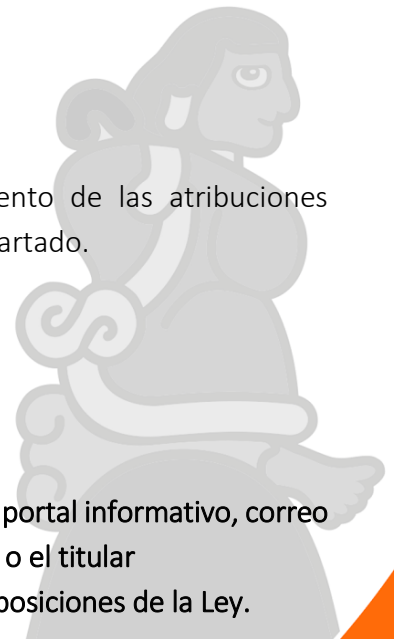 ento de las atribuciones
artado.
portal informativo, correo
o el titular
posiciones de la Ley.